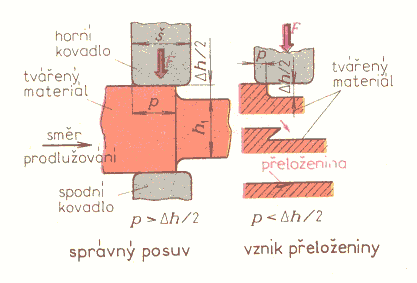 horní
kovadlo
š
F
Δh/2
tvářený
materiál
p
h₁
směr
prodlužování
spodní
kovadlo
p > Δh/2
správný posuv
F
p
Δh/2
tvářený
materiál
přeloženina
p < Δh/2
vznik přeloženiny